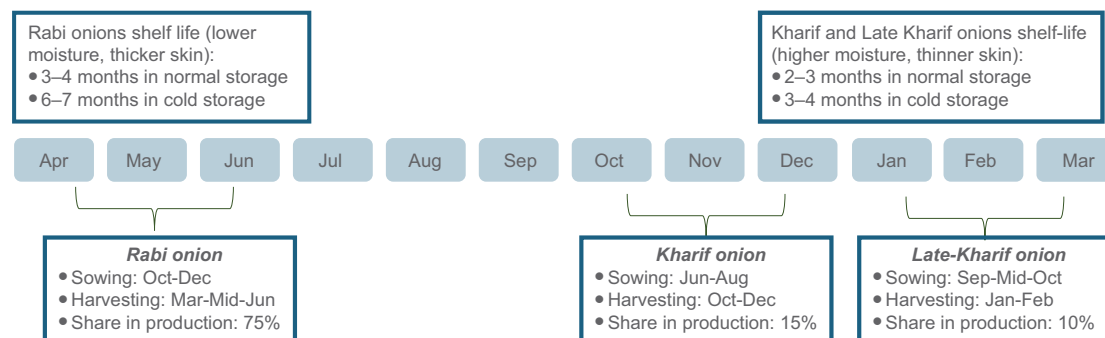 Rabi onions shelf life (lower
moisture, thicker skin):
• 3–4 months in normal storage
• 6–7 months in cold storage
Kharif and Late Kharif onions shelf-life
(higher moisture, thinner skin):
• 2–3 months in normal storage
• 3–4 months in cold storage
Apr May Jun Jul Aug Sep Oct Nov Dec Jan Feb Mar
Rabi onion
• Sowing: Oct-Dec
• Harvesting: Mar-Mid-Jun
• Share in production: 75%
Kharif onion
• Sowing: Jun-Aug
• Harvesting: Oct-Dec
• Share in production: 15%
Late-Kharif onion
• Sowing: Sep-Mid-Oct
• Harvesting: Jan-Feb
• Share in production: 10%